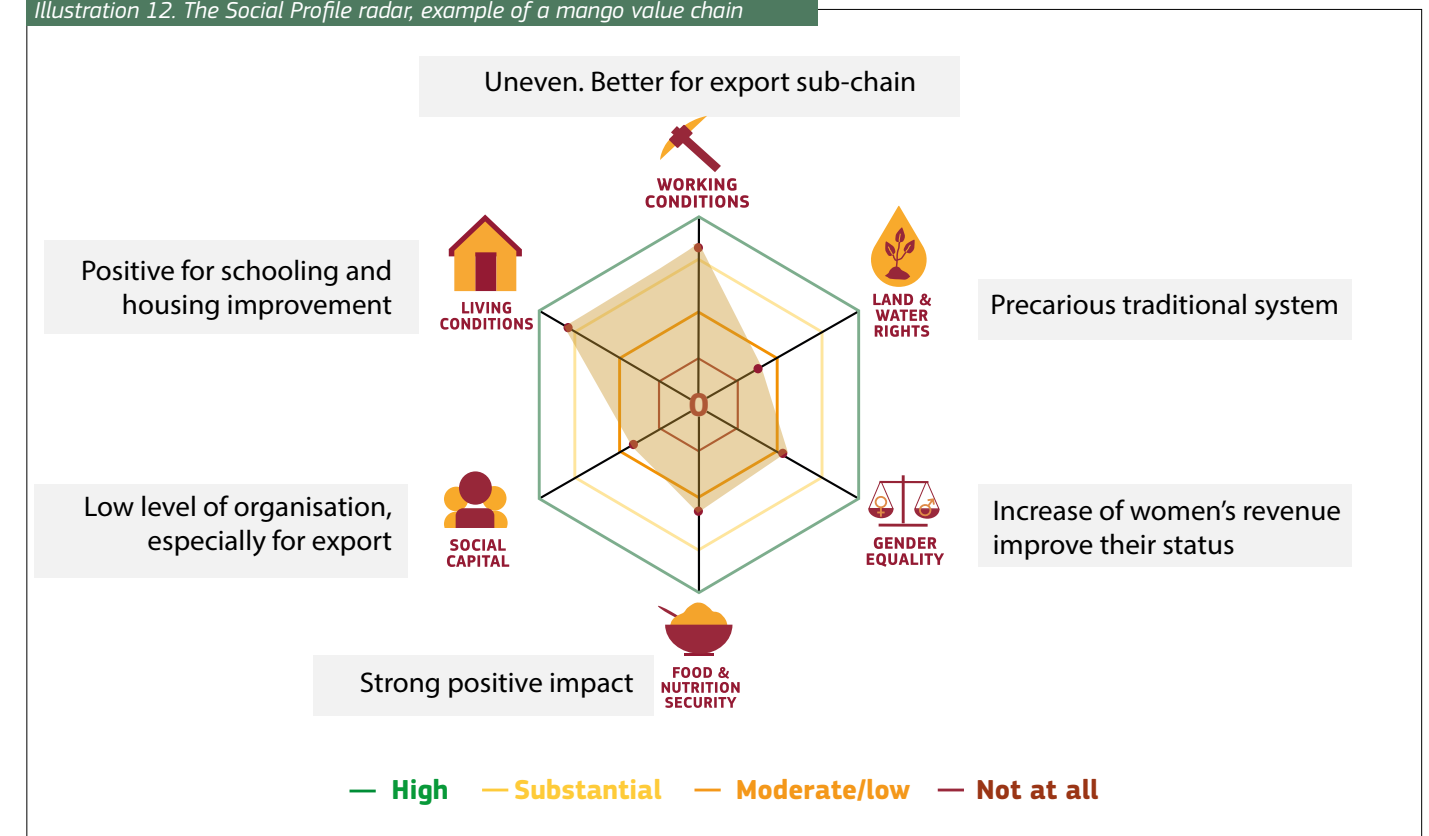 Illustration 12. The Social Profile radar, example of a mango value chain
Uneven. Better for export sub-chain
WORKING
CONDITIONS
Positive for schooling and
housing improvement
LIVING
CONDITIONS
LAND &
WATER
RIGHTS
Precarious traditional system
0
Low level of organisation,
especially for export
SOCIAL
CAPITAL
GENDER
EQUALITY
Increase of women's revenue
improve their status
Strong positive impact
FOOD &
NUTRITION
SECURITY
High Substantial Moderate/low Not at all